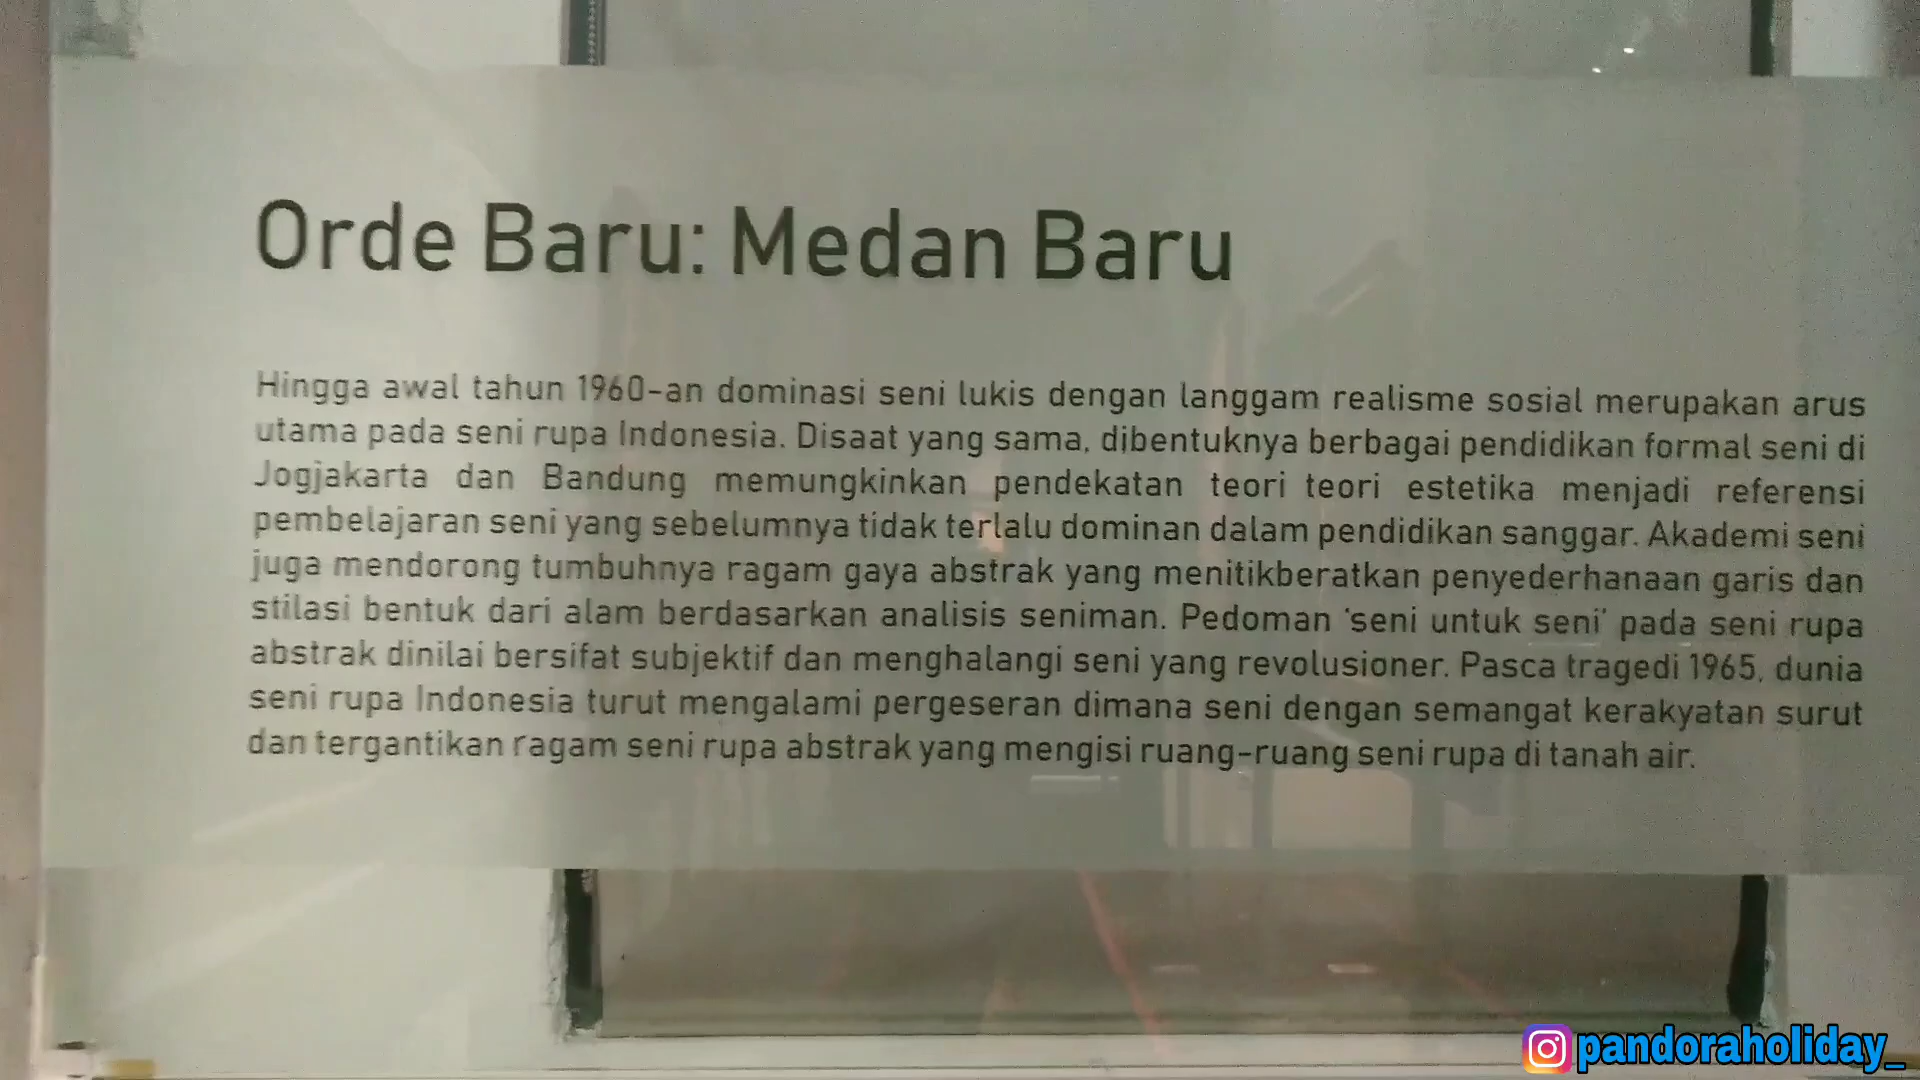 Orde Baru: Medan Baru
Hingga awal tahun 1960-an dominasi seni lukis dengan langgam realisme sosial merupakan arus
utama pada seni rupa Indonesia. Disaat yang sama, dibentuknya berbagai pendidikan formal seni di
Jogjakarta dan Bandung memungkinkan pendekatan teori teori estetika menjadi referensi
pembelajaran seni yang sebelumnya tidak terlalu dominan dalam pendidikan sanggar. Akademi seni
juga mendorong tumbuhnya ragam gaya abstrak yang menitikberatkan penyederhanaan garis dan
stilasi bentuk dari alam berdasarkan analisis seniman. Pedoman 'seni untuk seni' pada seni rupa
abstrak dinilai bersifat subjektif dan menghalangi seni yang revolusioner. Pasca tragedi 1965, dunia
seni rupa Indonesia turut mengalami pergeseran dimana seni dengan semangat kerakyatan surut
dan tergantikan ragam seni rupa abstrak yang mengisi ruang-ruang seni rupa di tanah air.
pandoraholiday_